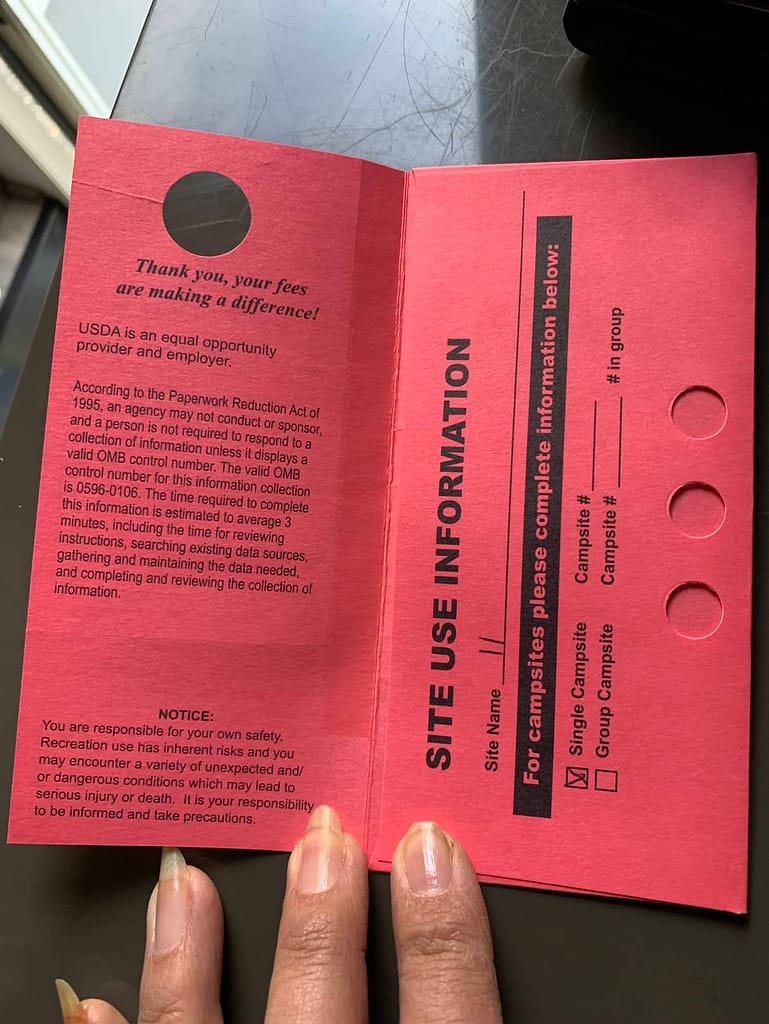 Thank you, your fees
are making a difference!
USDA is an equal opportunity
provider and employer.
According to the Paperwork Reduction Act of
1995, an agency may not conduct or sponsor,
and a person is not required to respond to a
collection of information unless it displays a
valid OMB control number. The valid OMB
control number for this information collection
is 0596-0106. The time required to complete
this information is estimated to average 3
minutes, including the time for reviewing
instructions, searching existing data sources,
gathering and maintaining the data needed,
and completing and reviewing the collection of
information.
NOTICE:
You are responsible for your own safety.
Recreation use has inherent risks and you
may encounter a variety of unexpected and/
or dangerous conditions which may lead to
serious injury or death. It is your responsibility
to be informed and take precautions.
SITE USE INFORMATION
Site Name 11
For campsites please complete information below:
Single Campsite Campsite #
Group Campsite Campsite # # in group